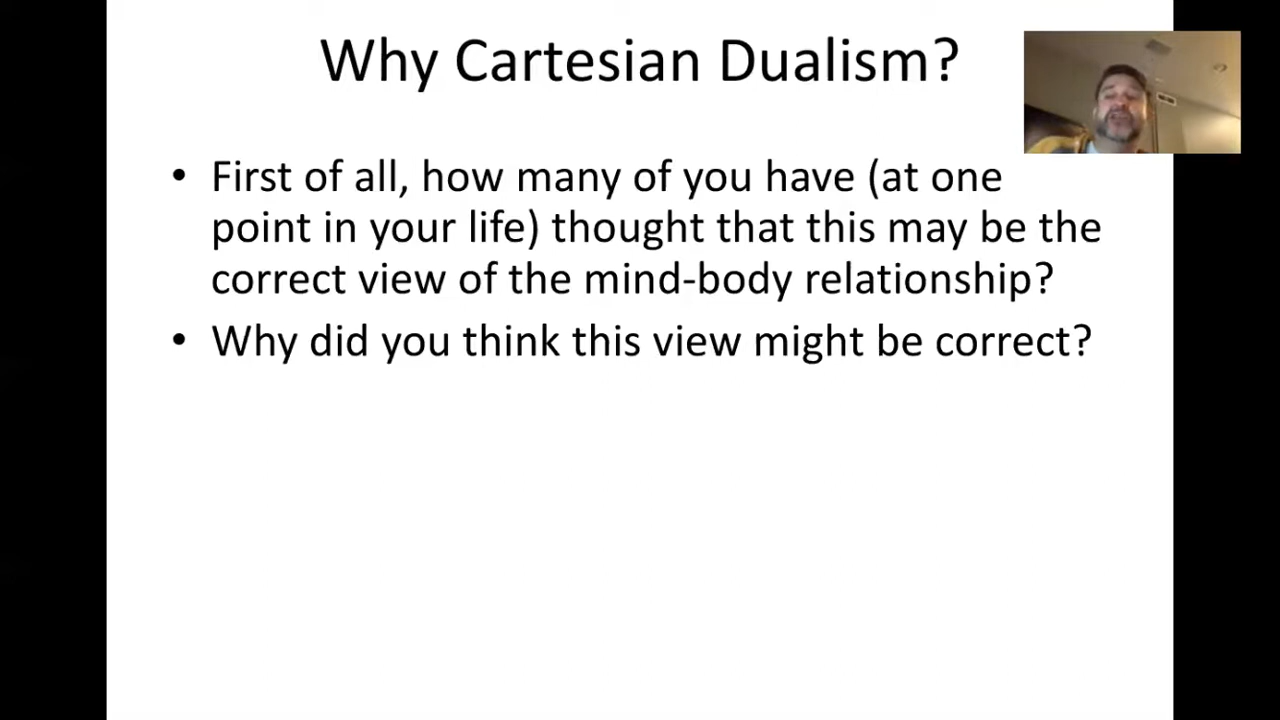 Why Cartesian Dualism?
• First of all, how many of you have (at one
point in your life) thought that this may be the
correct view of the mind-body relationship?
• Why did you think this view might be correct?